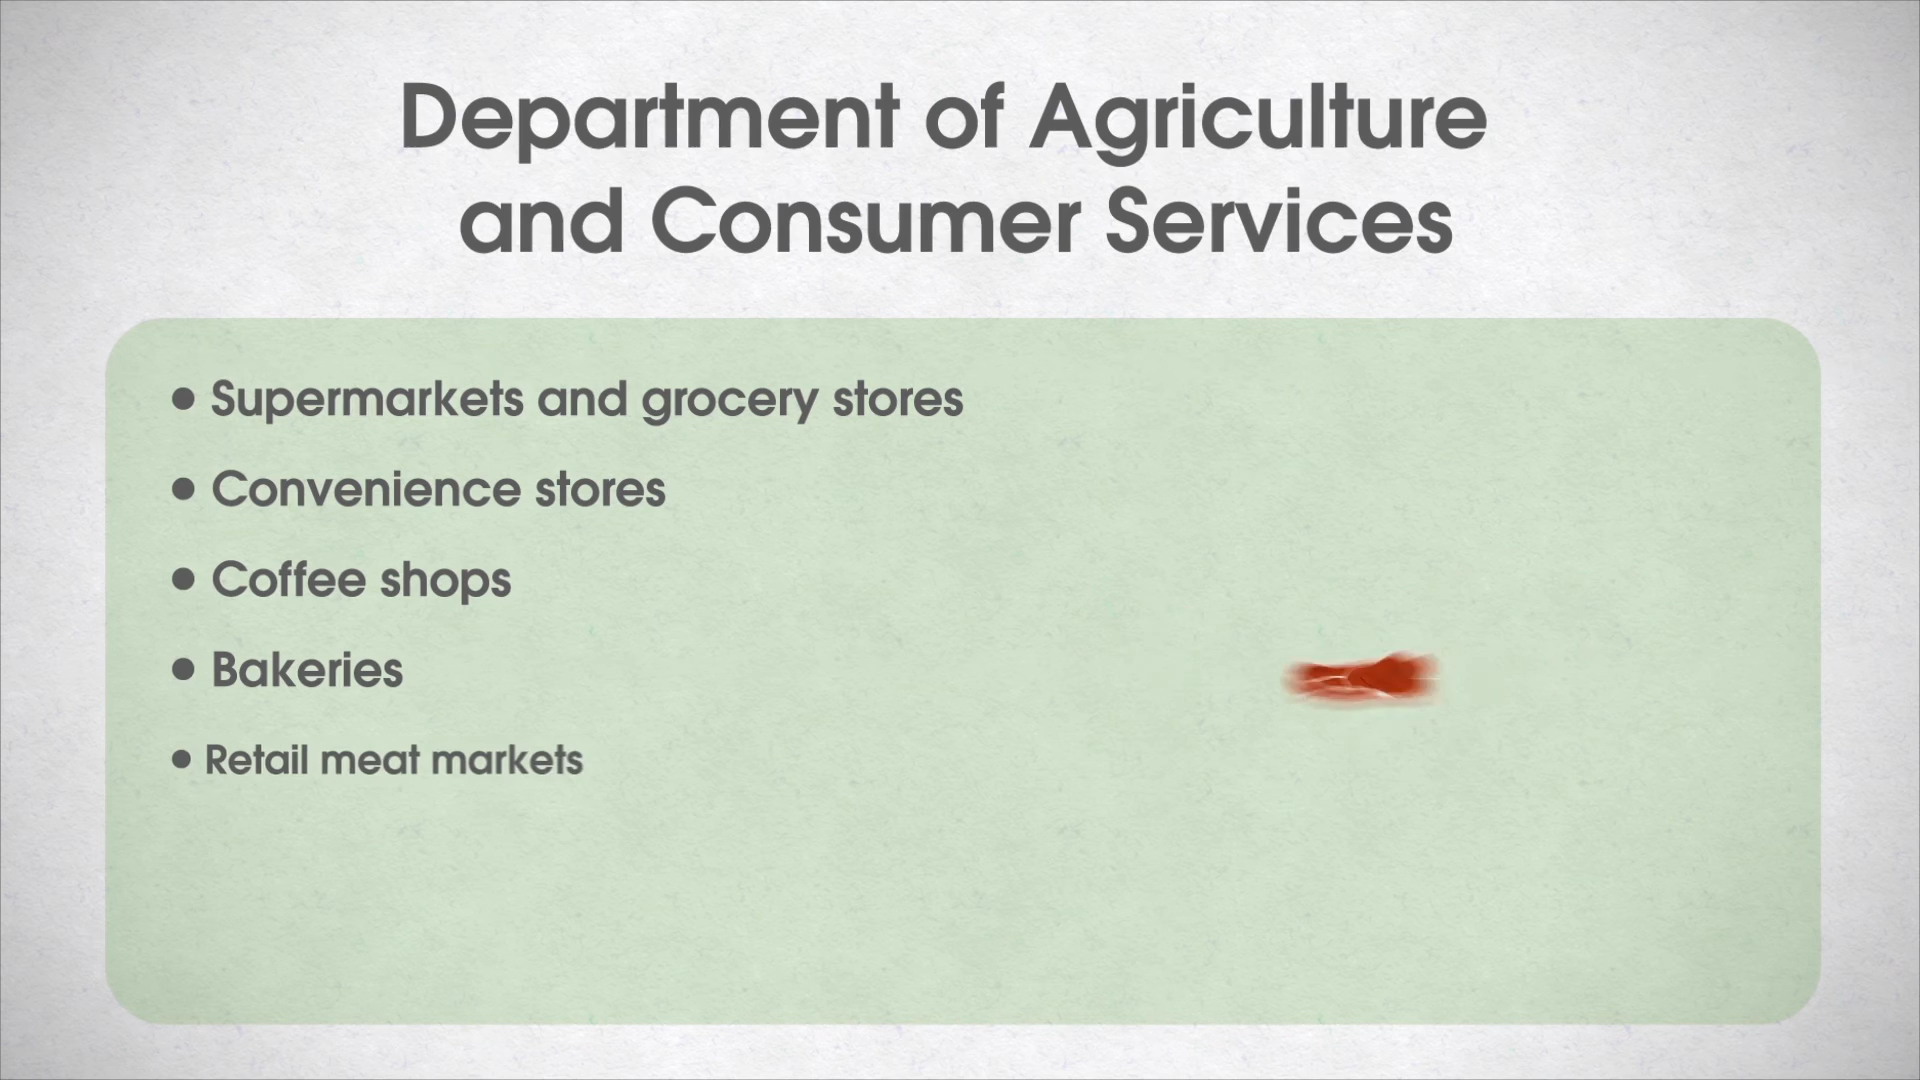 Department of Agriculture
and Consumer Services
• Supermarkets and grocery stores
• Convenience stores
• Coffee shops
• Bakeries
• Retail meat markets